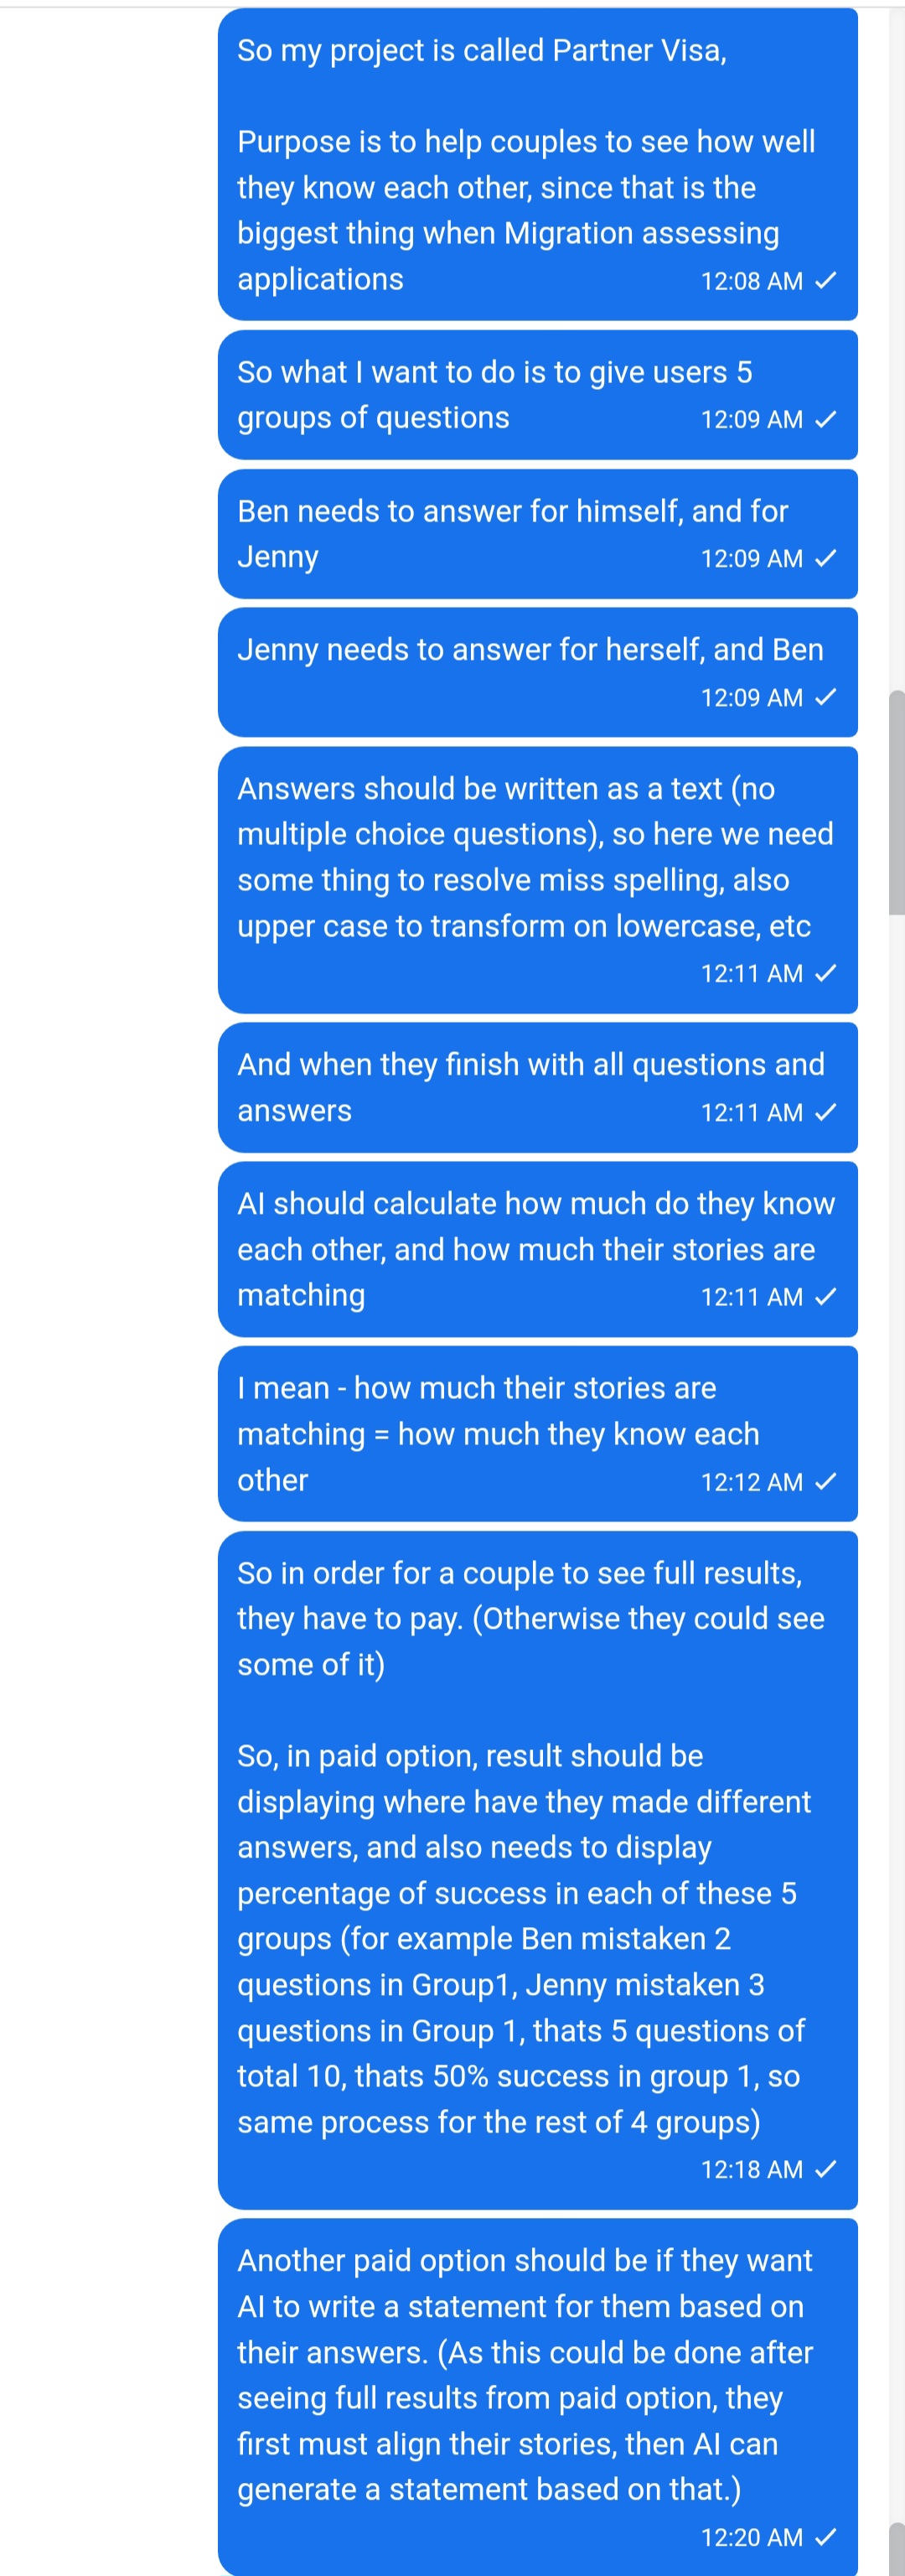 So my project is called Partner Visa,
Purpose is to help couples to see how well
they know each other, since that is the
biggest thing when Migration assessing
applications
12:08 AM ✓
So what I want to do is to give users 5
groups of questions
12:09 AM ✓
Ben needs to answer for himself, and for
Jenny
12:09 AM ✓
Jenny needs to answer for herself, and Ben
12:09 AM ✓
Answers should be written as a text (no
multiple choice questions), so here we need
some thing to resolve miss spelling, also
upper case to transform on lowercase, etc
12:11 AM ✓
And when they finish with all questions and
answers
12:11 AM ✓
AI should calculate how much do they know
each other, and how much their stories are
matching
12:11 AM ✓
I mean - how much their stories are
matching = how much they know each
other
12:12 AM ✓
So in order for a couple to see full results,
they have to pay. (Otherwise they could see
some of it)
So, in paid option, result should be
displaying where have they made different
answers, and also needs to display
percentage of success in each of these 5
groups (for example Ben mistaken 2
questions in Group1, Jenny mistaken 3
questions in Group 1, thats 5 questions of
total 10, thats 50% success in group 1, so
same process for the rest of 4 groups)
12:18 AM ✓
Another paid option should be if they want
AI to write a statement for them based on
their answers. (As this could be done after
seeing full results from paid option, they
first must align their stories, then AI can
generate a statement based on that.)
12:20 AM ✓